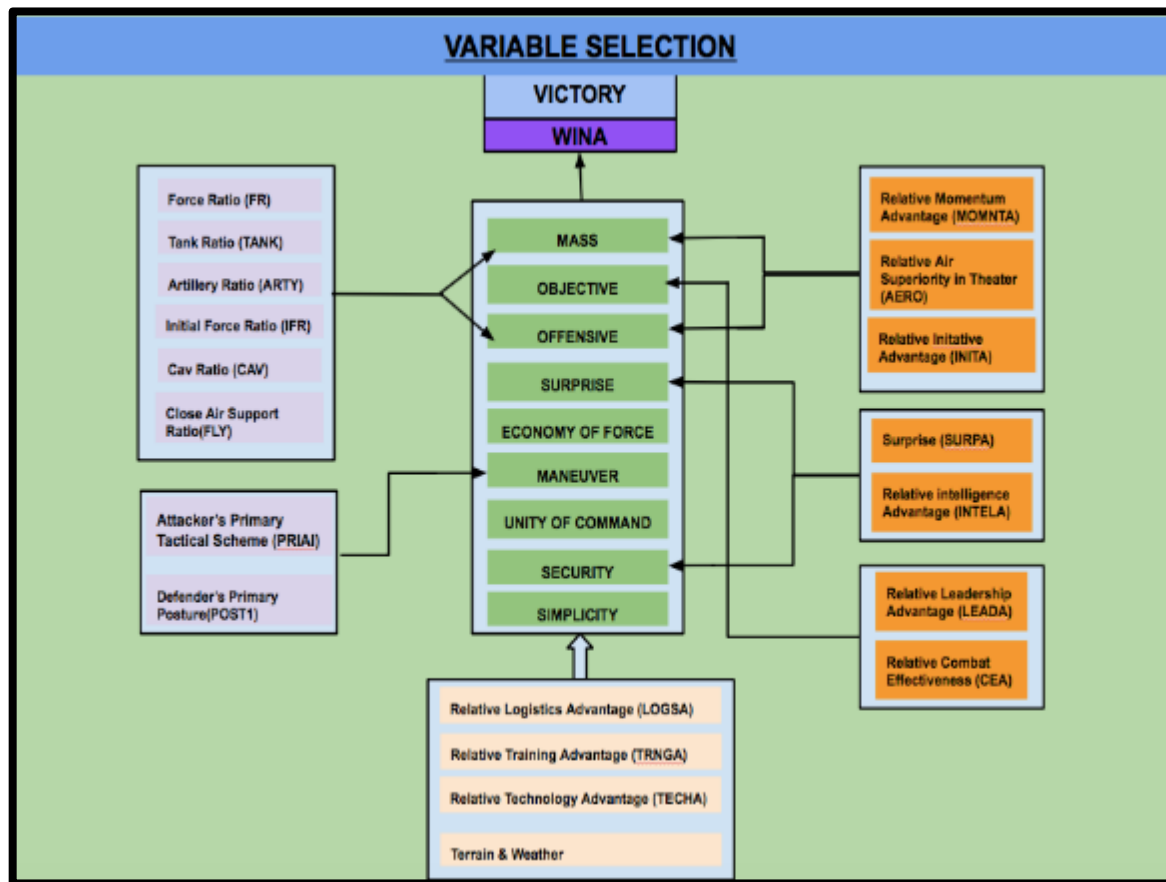 VARIABLE SELECTION
VICTORY
WINA
Force Ratio (FR)
Tank Ratio (TANK)
Artillery Ratio (ARTY)
Initial Force Ratio (IFR)
Cav Ratio (CAV)
Close Air Support
Ratio(FLY)
Attacker's Primary
Tactical Scheme (PRIAI)
Defender's Primary
Posture(POST1)
MASS
OBJECTIVE
OFFENSIVE
SURPRISE
ECONOMY OF FORCE
MANEUVER
UNITY OF COMMAND
SECURITY
SIMPLICITY
Relative Momentum
Advantage (MOMNTA)
Relative Air
Superiority in Theater
(AERO)
Relative Initative
Advantage (INITA)
Surprise (SURPA)
Relative intelligence
Advantage (INTELA)
Relative Leadership
Advantage (LEADA)
Relative Combat
Effectiveness (CEA)
Relative Logistics Advantage (LOGSA)
Relative Training Advantage (TRNGA)
Relative Technology Advantage (TECHA)
Terrain & Weather